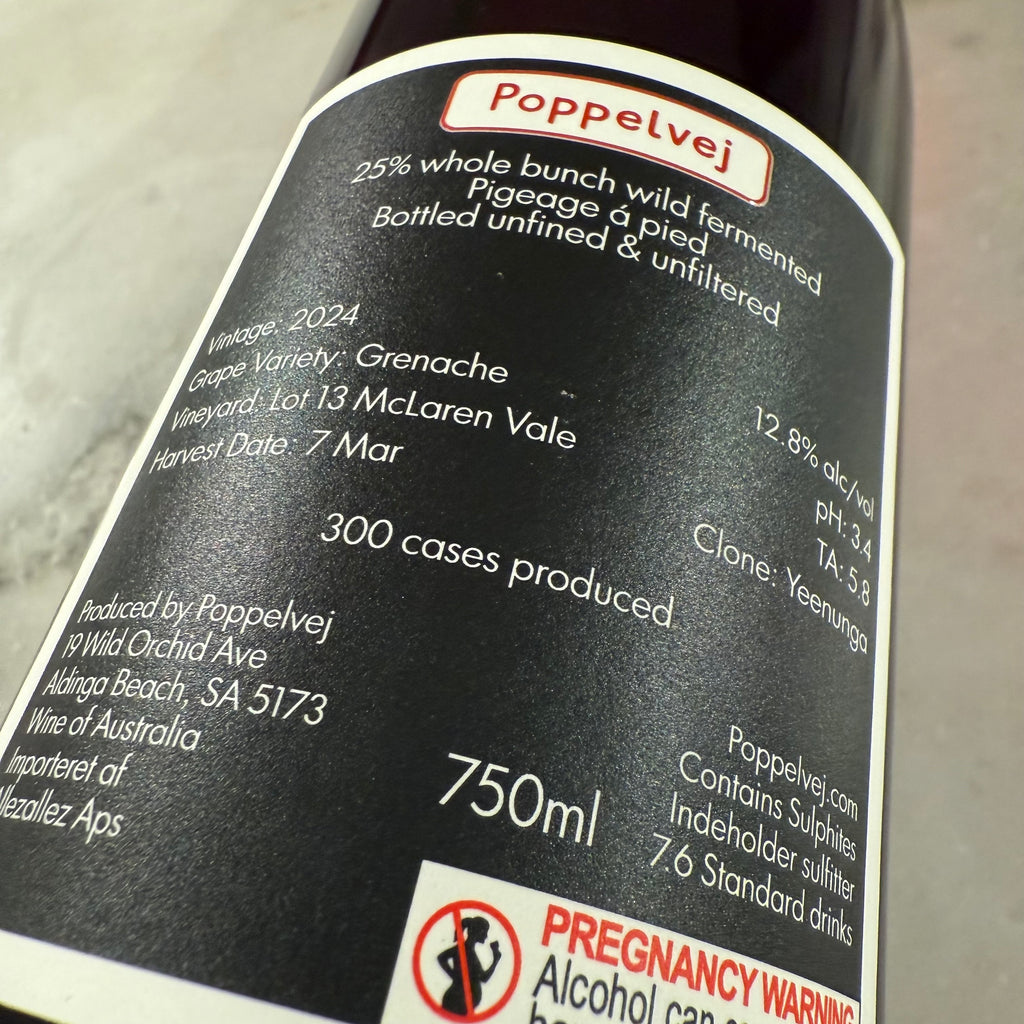 Poppelvej
25% whole bunch wild fermented
Pigeage á pied
Bottled unfined & unfiltered
Vintage: 2024
Grape Variety: Grenache
Vineyard: Lot 13 McLaren Vale
Harvest Date: 7 Mar
12.8% alc/vol
pH: 3.4
TA: 5.8
Clone: Yeenunga
300 cases produced
Produced by Poppelvej
19 Wild Orchid Ave
Aldinga Beach, SA 5173
Wine of Australia
Importeret af
Aps
750ml
Poppelvej.com
Contains Sulphites
Indeholder sulfitter
7.6 Standard drinks
PREGNANCY WARNING
Alcohol can